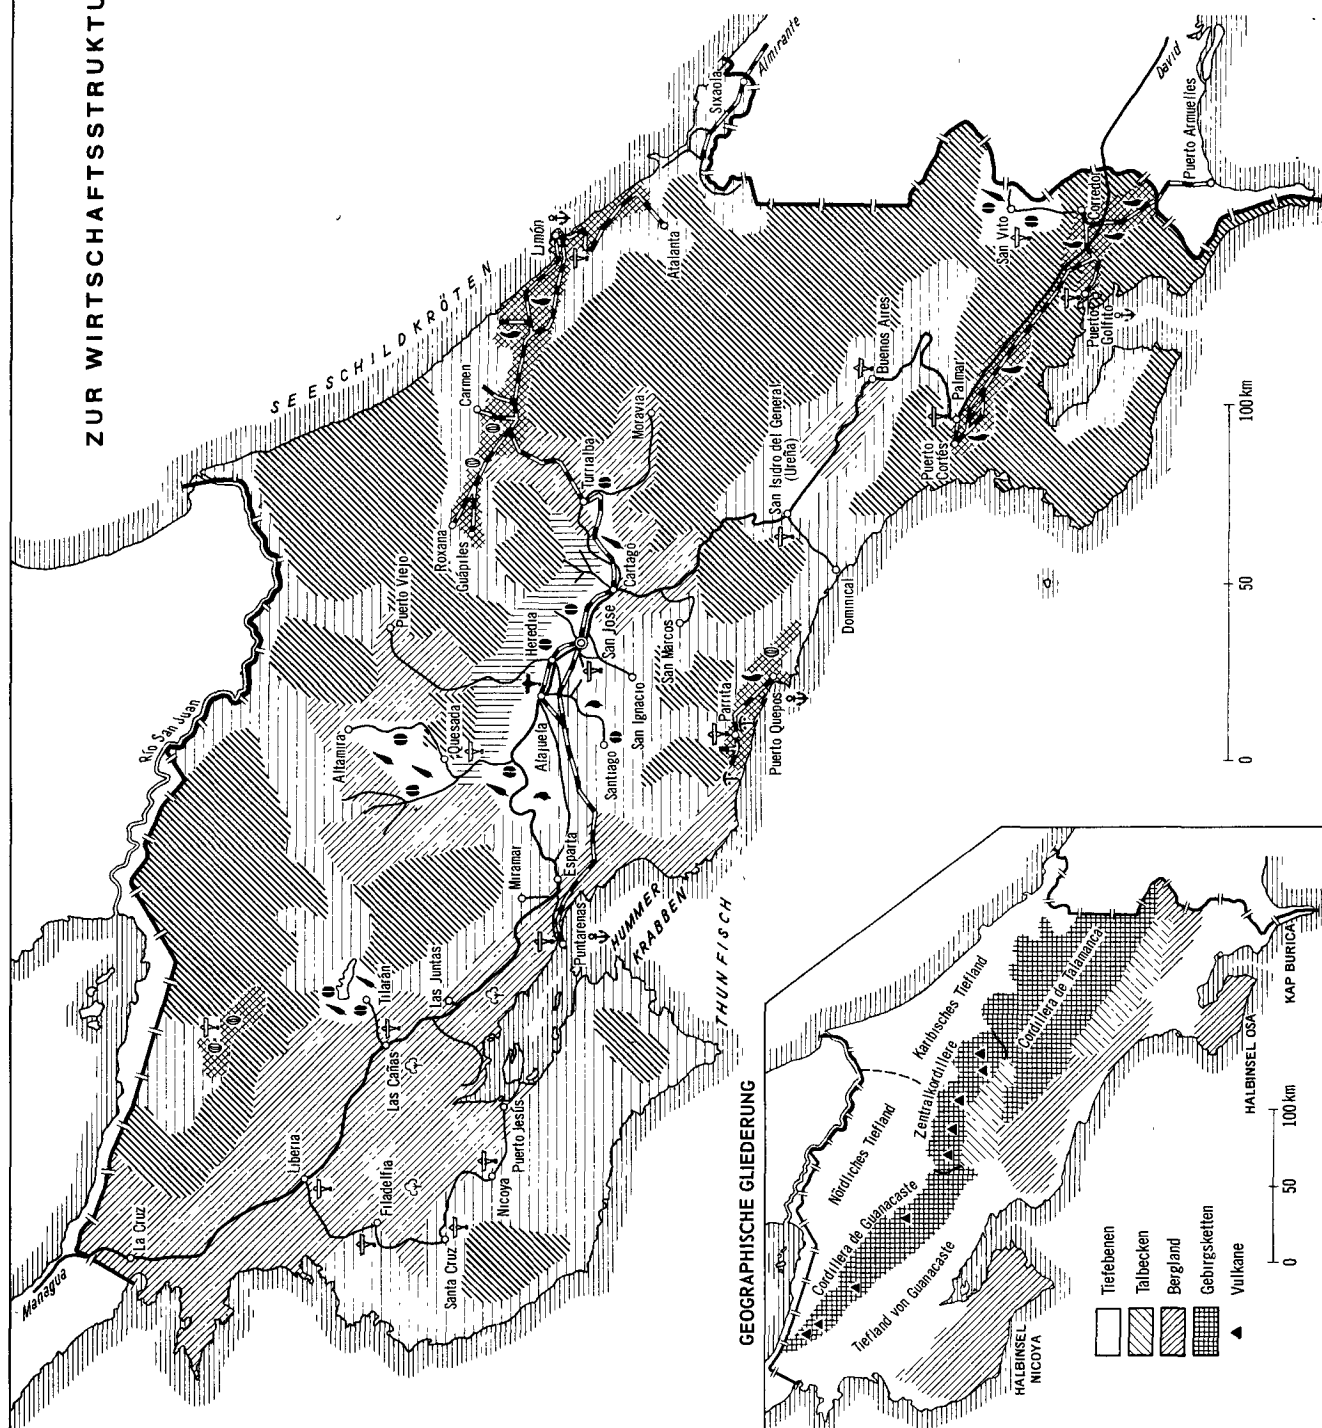 ZUR WIRTSCHAFTSSTRUKTU
SEESCHILDKRÖTEN
Managua
La Cruz
Liberia
Filadelfia
Santa Cruz
Nicoya
Puerto Jesús
Las Cañas
Tilarán
Las Juntas
Río San Juan
Miramar
Esparta
Puntarenas
HUMMER
KRABBEN
THUNFISCH
Altamira
Quesada
Puerto Viejo
Alajuela
Heredia
San José
Santiago
San Ignacio
San Marcos
Cartago
Turrialba
Moravia
Roxana
Guápiles
Carmen
Limón
Atalanta
Sixaola
Almirante
Parrita
Puerto Quepos
Dominical
San Isidro del General
(Ureña)
Buenos Aires
Puerto
Cortés
Palmar
Puerto
Golfito
San Vito
Corredor
David
Puerto Armuelles
0
50
100 km
GEOGRAPHISCHE GLIEDERUNG
Cordillera de Guanacaste
Nördliches Tiefland
Zentralkordillere
Karibisches Tiefland
Cordillera de Talamanca
Tiefland von Guanacaste
HALBINSEL
NICOYA
HALBINSEL OSA
KAP BURICA
Tiefebenen
Talbecken
Bergland
Gebirgsketten
Vulkane
0
50
100 km